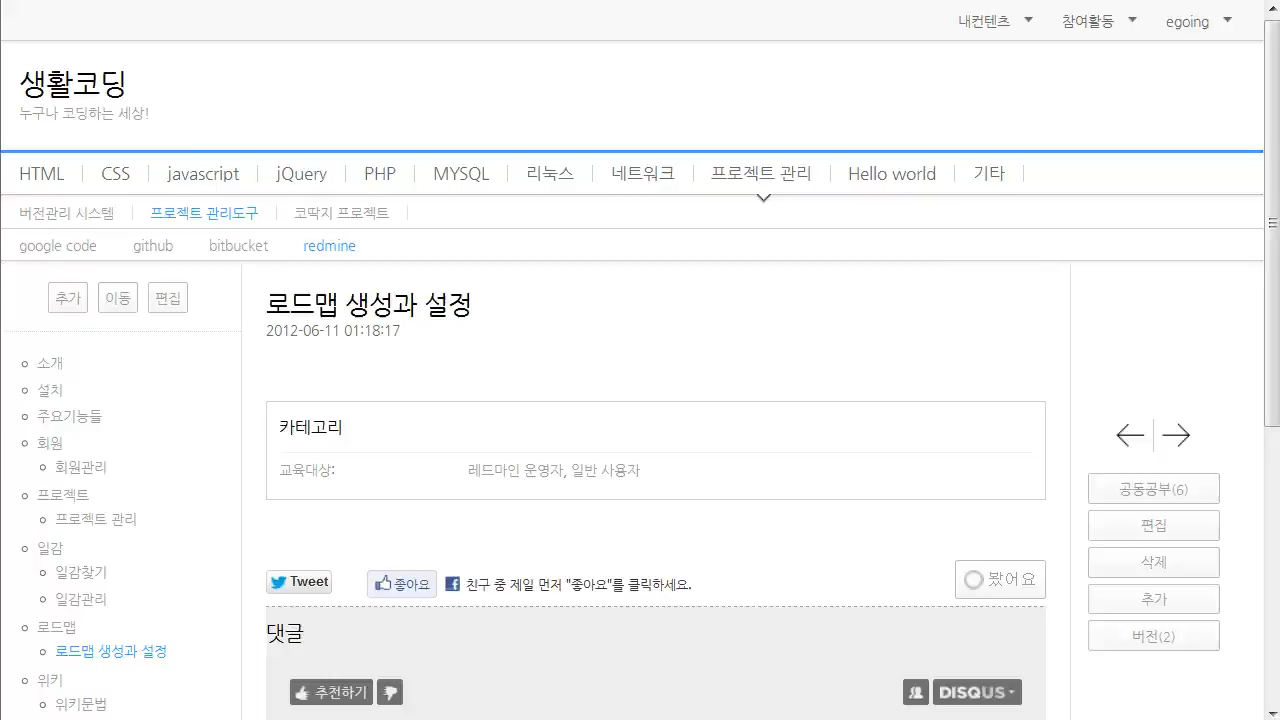 내컨텐츠 참여활동 egoing
생활코딩
누구나 코딩하는 세상!
HTML CSS javascript jQuery PHP MYSQL 리눅스 네트워크 프로젝트 관리 Hello world 기타
버전관리 시스템 프로젝트 관리도구 코딱지 프로젝트
google code github bitbucket redmine
추가 이동 편집
소개
설치
주요기능들
회원
회원관리
프로젝트
프로젝트 관리
일감
일감찾기
일감관리
로드맵
로드맵 생성과 설정
위키
위키문법
로드맵 생성과 설정
2012-06-11 01:18:17
카테고리
교육대상: 레드마인 운영자, 일반 사용자
Tweet 좋아요 친구 중 제일 먼저 "좋아요"를 클릭하세요. 봤어요
댓글
추천하기 DISQUS
공동공부(6)
편집
삭제
추가
버전(2)